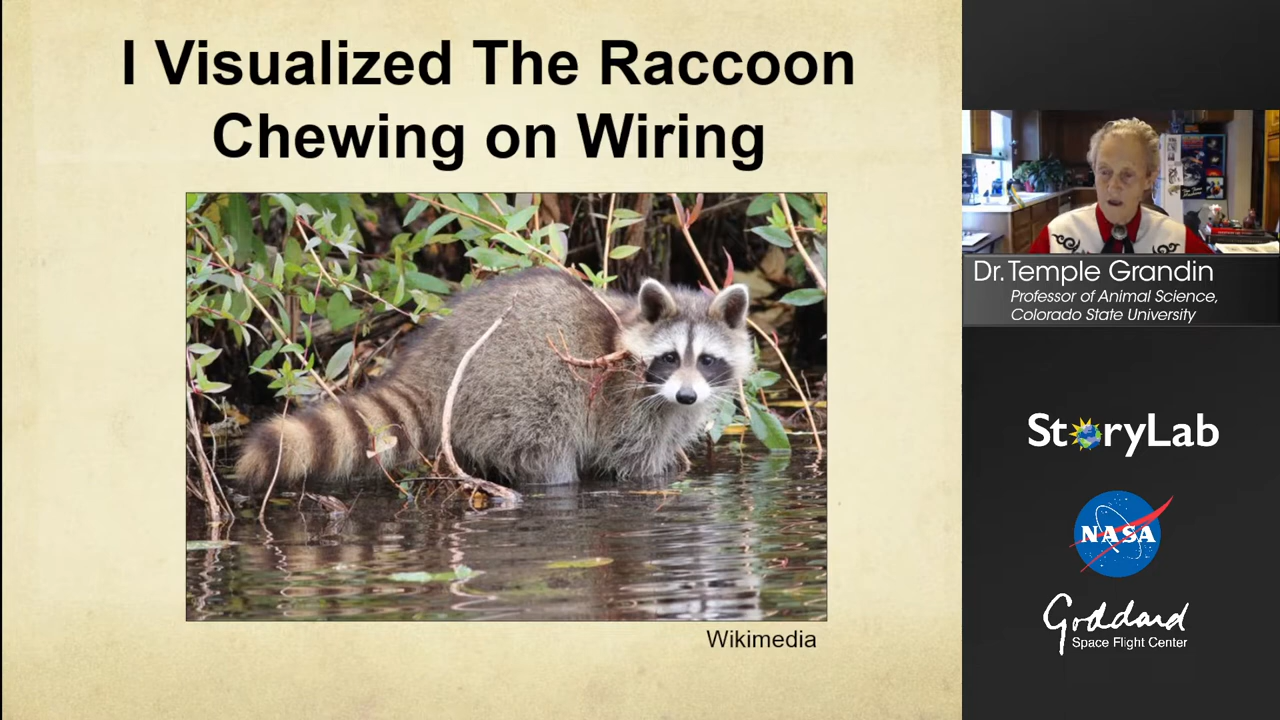 I Visualized The Raccoon
Chewing on Wiring
Wikimedia
Dr. Temple Grandin
Professor of Animal Science,
Colorado State University
StoryLab
NASA
Goddard
Space Flight Center